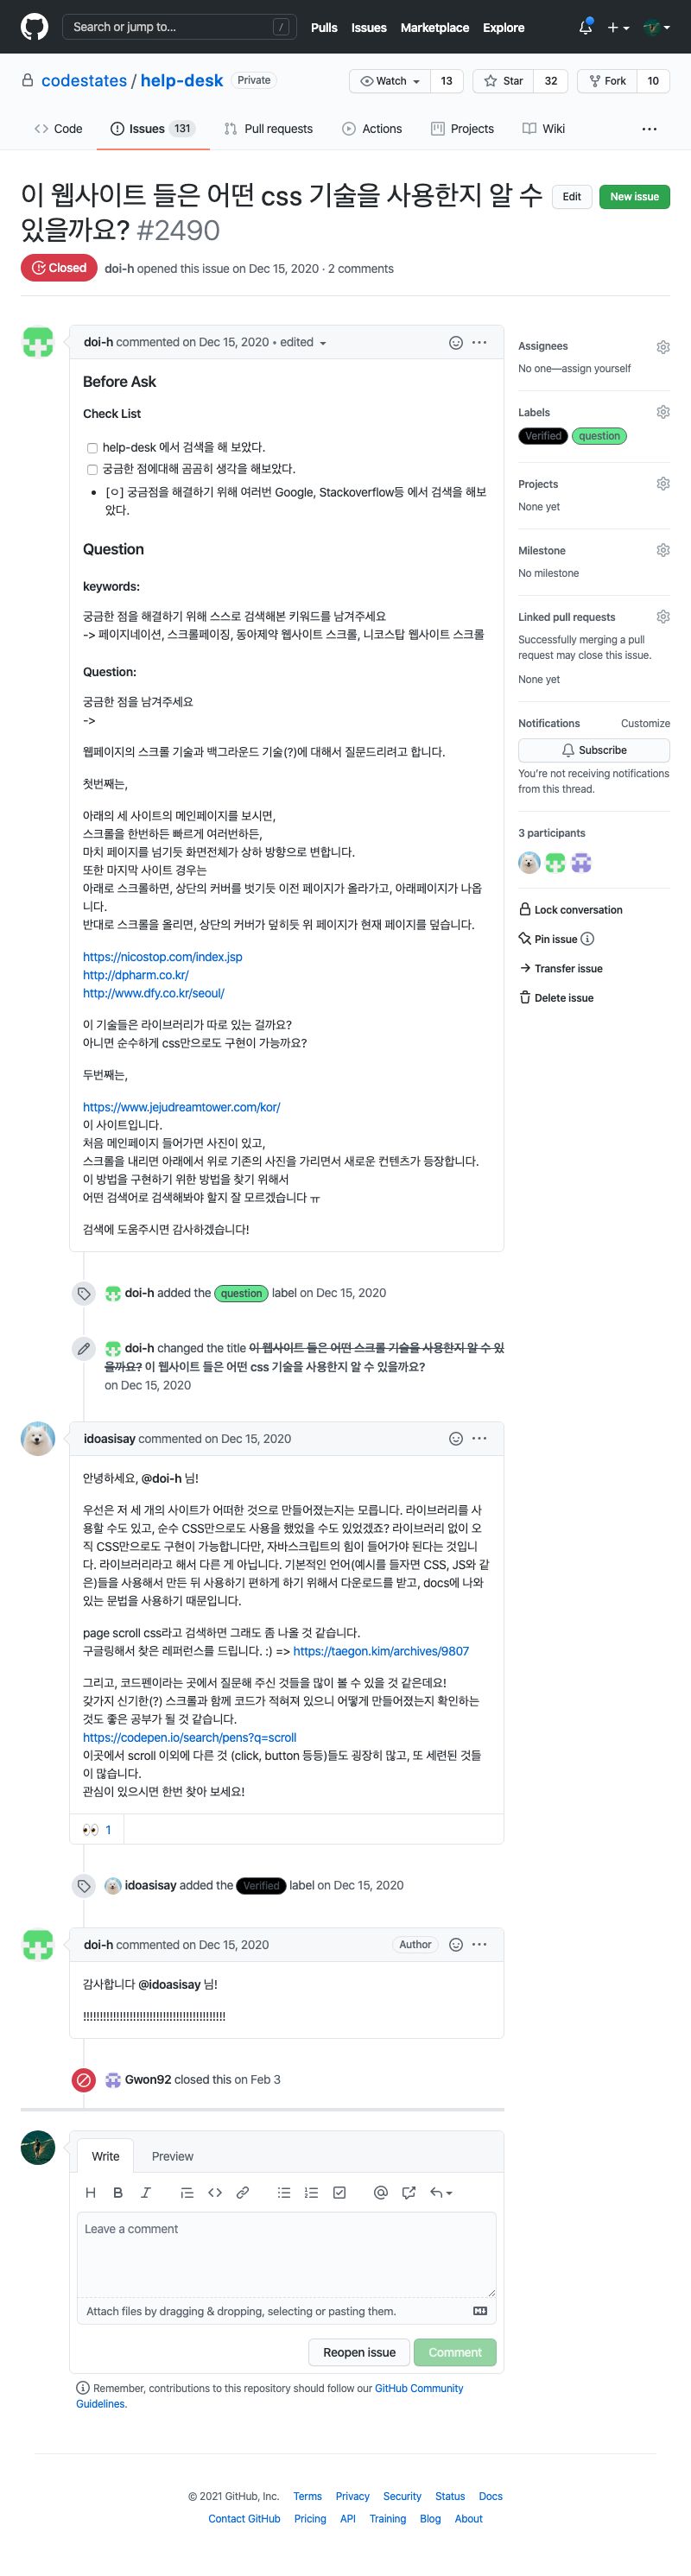 Search or jump to... /
Pulls Issues Marketplace Explore
codestates / help-desk Private
Watch 13 Star 32 Fork 10
Code Issues 131 Pull requests Actions Projects Wiki ...
이 웹사이트 들은 어떤 css 기술을 사용한지 알 수
있을까요? #2490
Edit New issue
Closed doi-h opened this issue on Dec 15, 2020 · 2 comments
doi-h commented on Dec 15, 2020 • edited
Before Ask
Check List
help-desk 에서 검색을 해 보았다.
궁금한 점에대해 곰곰히 생각을 해보았다.
• [ㅇ] 궁금점을 해결하기 위해 여러번 Google, Stackoverflow등 에서 검색을 해보
았다.
Question
keywords:
궁금한 점을 해결하기 위해 스스로 검색해본 키워드를 남겨주세요
-> 페이지네이션, 스크롤페이징, 동아제약 웹사이트 스크롤, 니코스탑 웹사이트 스크롤
Question:
궁금한 점을 남겨주세요
->
웹페이지의 스크롤 기술과 백그라운드 기술(?)에 대해서 질문드리려고 합니다.
첫번째는,
아래의 세 사이트의 메인페이지를 보시면,
스크롤을 한번하든 빠르게 여러번하든,
마치 페이지를 넘기듯 화면전체가 상하 방향으로 변합니다.
또한 마지막 사이트 경우는
아래로 스크롤하면, 상단의 커버를 벗기듯 이전 페이지가 올라가고, 아래페이지가 나옵
니다.
반대로 스크롤을 올리면, 상단의 커버가 덮히듯 위 페이지가 현재 페이지를 덮습니다.
https://nicostop.com/index.jsp
http://dpharm.co.kr/
http://www.dfy.co.kr/seoul/
이 기술들은 라이브러리가 따로 있는 걸까요?
아니면 순수하게 css만으로도 구현이 가능까요?
두번째는,
https://www.jejudreamtower.com/kor/
이 사이트입니다.
처음 메인페이지 들어가면 사진이 있고,
스크롤을 내리면 아래에서 위로 기존의 사진을 가리면서 새로운 컨텐츠가 등장합니다.
이 방법을 구현하기 위한 방법을 찾기 위해서
어떤 검색어로 검색해봐야 할지 잘 모르겠습니다 ㅠ
검색에 도움주시면 감사하겠습니다!
Assignees
No one—assign yourself
Labels
Verified question
Projects
None yet
Milestone
No milestone
Linked pull requests
Successfully merging a pull
request may close this issue.
None yet
Notifications Customize
Subscribe
You're not receiving notifications
from this thread.
3 participants
Lock conversation
Pin issue
Transfer issue
Delete issue
doi-h added the question label on Dec 15, 2020
doi-h changed the title 이 웹사이트 들은 어떤 스크롤 기술을 사용한지 알 수 있
을까요? 이 웹사이트 들은 어떤 css 기술을 사용한지 알 수 있을까요?
on Dec 15, 2020
idoasisay commented on Dec 15, 2020
안녕하세요, @doi-h 님!
우선은 저 세 개의 사이트가 어떠한 것으로 만들어졌는지는 모릅니다. 라이브러리를 사
용할 수도 있고, 순수 CSS만으로도 사용을 했었을 수도 있었겠죠? 라이브러리 없이 오
직 CSS만으로도 구현이 가능합니다만, 자바스크립트의 힘이 들어가야 된다는 것입니
다. 라이브러리라고 해서 다른 게 아닙니다. 기본적인 언어(예시를 들자면 CSS, JS와 같
은)들을 사용해서 만든 뒤 사용하기 편하게 하기 위해서 다운로드를 받고, docs에 나와
있는 문법을 사용하기 때문입니다.
page scroll css라고 검색하면 그래도 좀 나올 것 같습니다.
구글링해서 찾은 레퍼런스를 드립니다. :) => https://taegon.kim/archives/9807
그리고, 코드펜이라는 곳에서 질문해 주신 것들을 많이 볼 수 있을 것 같은데요!
갖가지 신기한(?) 스크롤과 함께 코드가 적혀져 있으니 어떻게 만들어졌는지 확인하는
것도 좋은 공부가 될 것 같습니다.
https://codepen.io/search/pens?q=scroll
이곳에서 scroll 이외에 다른 것 (click, button 등등)들도 굉장히 많고, 또 세련된 것들
이 많습니다.
관심이 있으시면 한번 찾아 보세요!
👀 1
idoasisay added the Verified label on Dec 15, 2020
doi-h commented on Dec 15, 2020 Author
감사합니다 @idoasisay 님!
!!!!!!!!!!!!!!!!!!!!!!!!!!!!!!!!!!!!!!!!!!!
Gwon92 closed this on Feb 3
Write Preview
Leave a comment
Attach files by dragging & dropping, selecting or pasting them.
Reopen issue Comment
Remember, contributions to this repository should follow our GitHub Community
Guidelines.
© 2021 GitHub, Inc. Terms Privacy Security Status Docs
Contact GitHub Pricing API Training Blog About